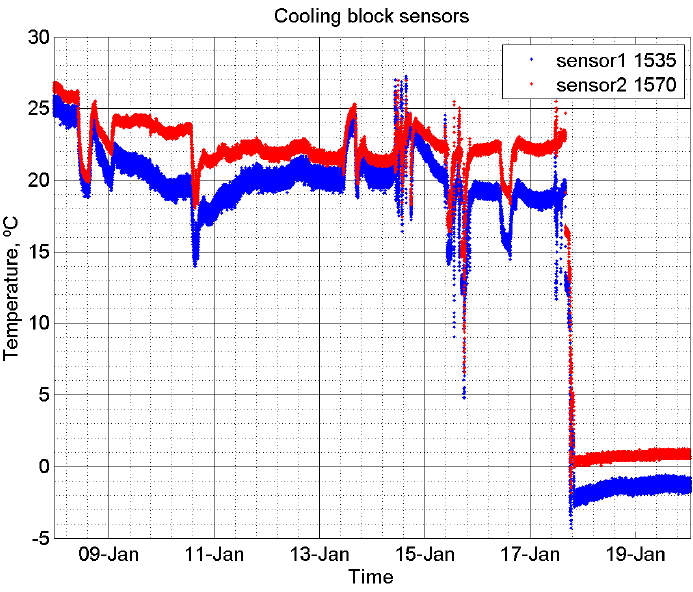 Cooling block sensors
30
25
20
15
10
5
0
-5
Temperature, ºC
sensor1 1535
sensor2 1570
09-Jan 11-Jan 13-Jan 15-Jan 17-Jan 19-Jan
Time